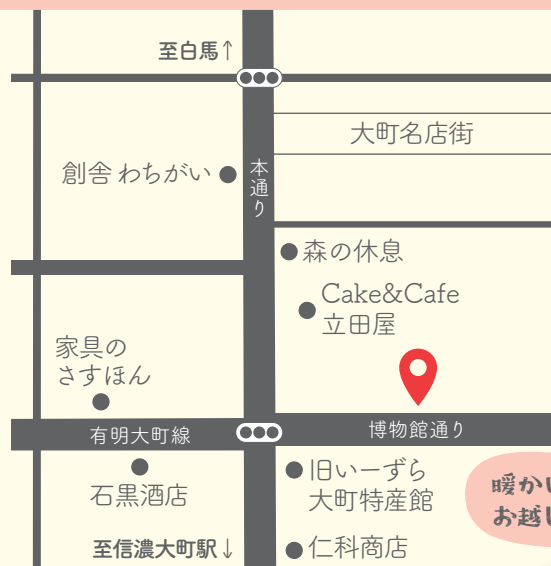 至白馬↑
大町名店街
創舎 わちがい
本通り
森の休息
Cake&Cafe
立田屋
家具の
さすほん
有明大町線
博物館通り
石黒酒店
旧いーずら
大町特産館
暖かい
お越し
至信濃大町駅↓
仁科商店